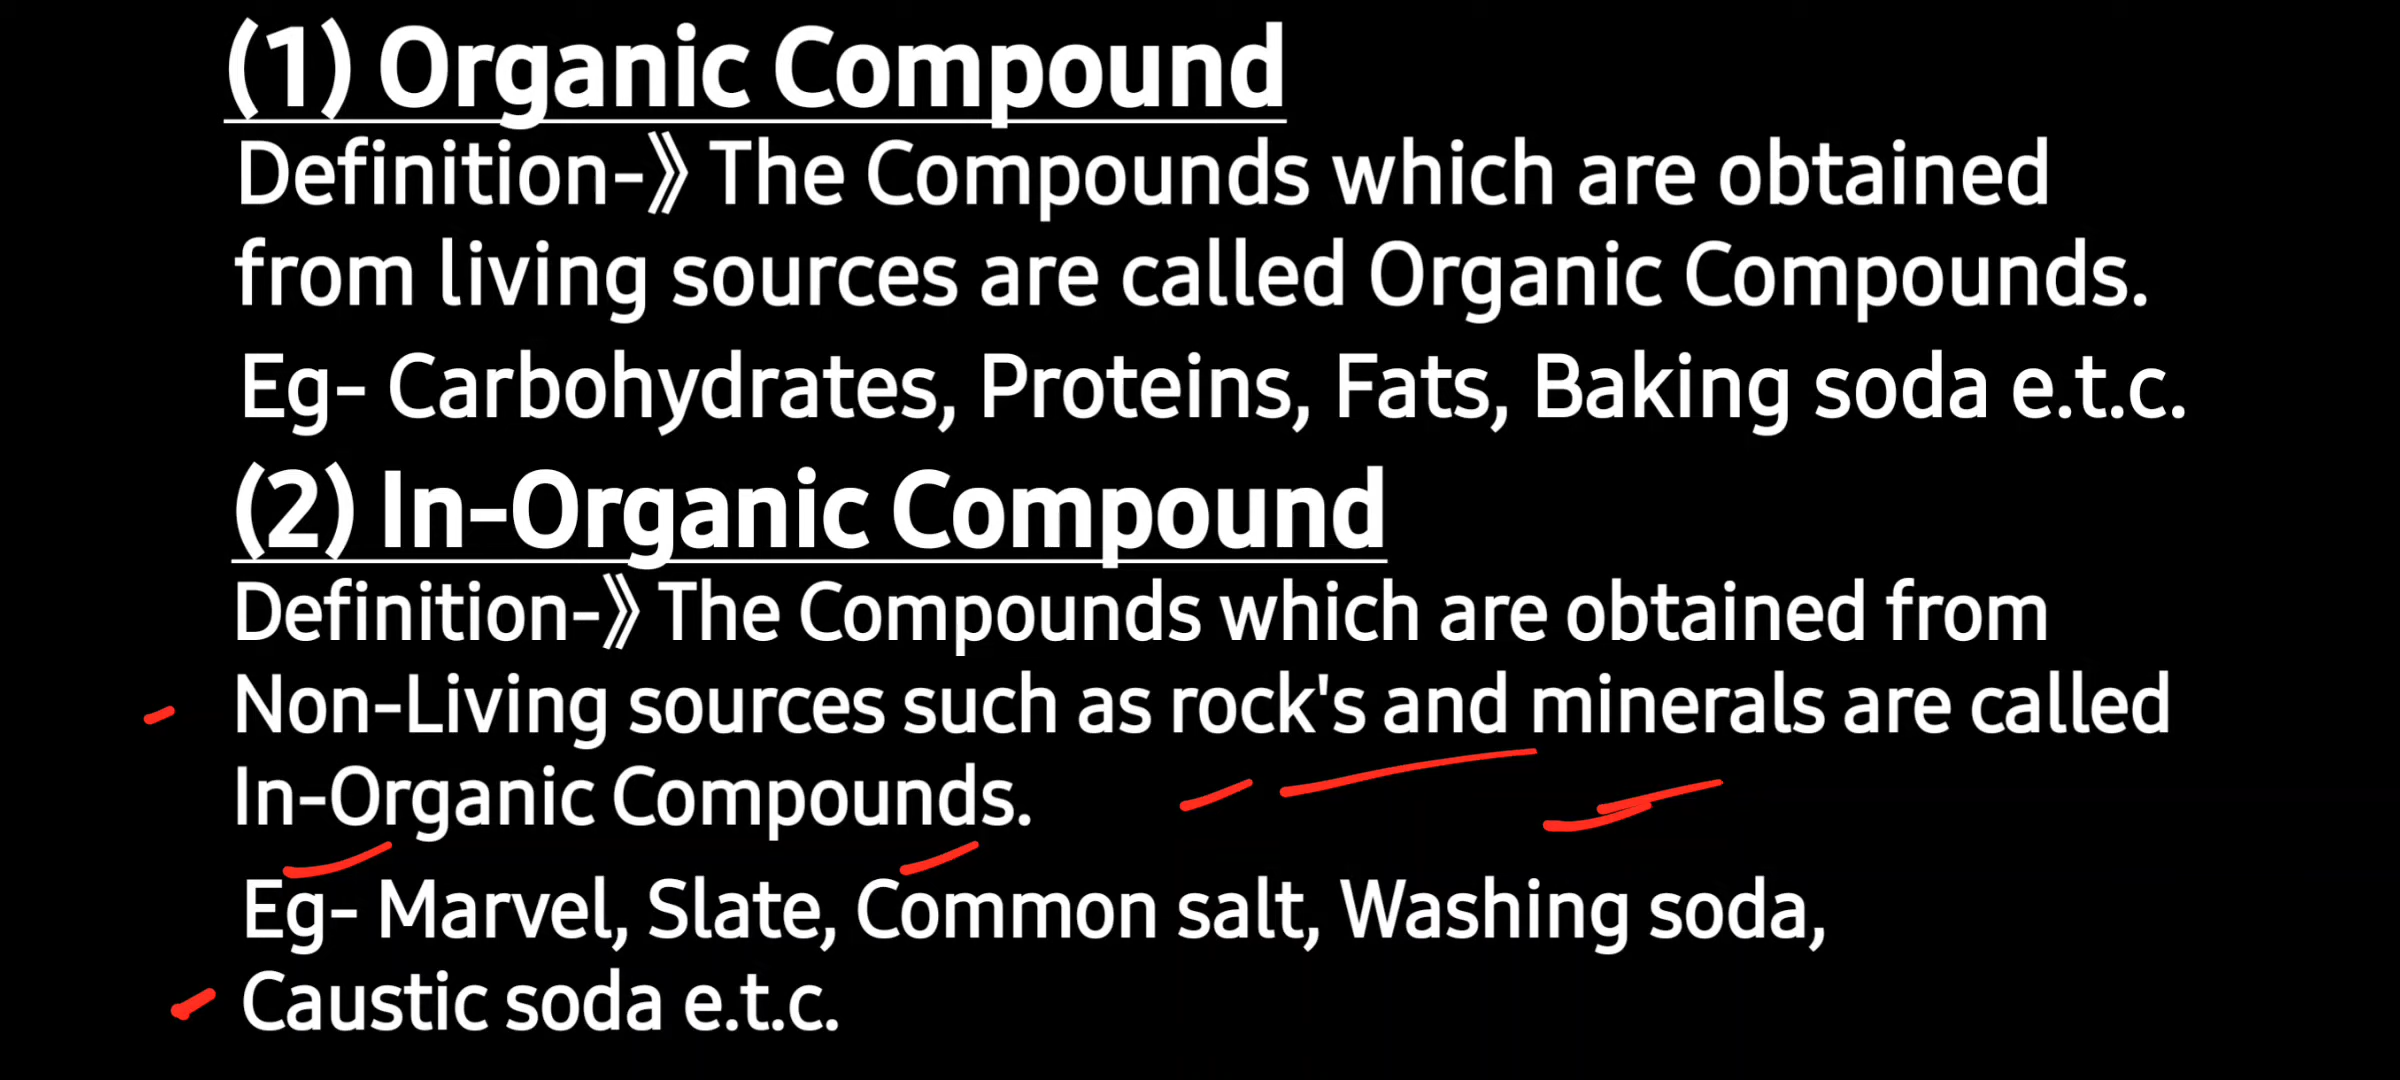 (1) Organic Compound
Definition-》The Compounds which are obtained
from living sources are called Organic Compounds.
Eg- Carbohydrates, Proteins, Fats, Baking soda e.t.c.
(2) In-Organic Compound
Definition-》The Compounds which are obtained from
Non-Living sources such as rock's and minerals are called
In-Organic Compounds.
Eg- Marvel, Slate, Common salt, Washing soda,
Caustic soda e.t.c.